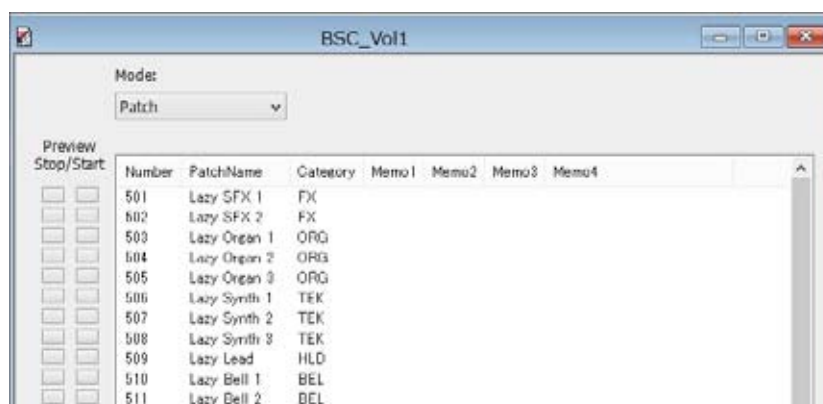 BSC_Vol1
Mode:
Patch
Preview
Stop/Start
Number PatchName Category Memo1 Memo2 Memo3 Memo4
501 Lazy SFX 1 FX
502 Lazy SFX 2 FX
503 Lazy Organ 1 ORG
504 Lazy Organ 2 ORG
505 Lazy Organ 3 ORG
506 Lazy Synth 1 TEK
507 Lazy Synth 2 TEK
508 Lazy Synth 3 TEK
509 Lazy Lead HLD
510 Lazy Bell 1 BEL
511 Lazy Bell 2 BEL